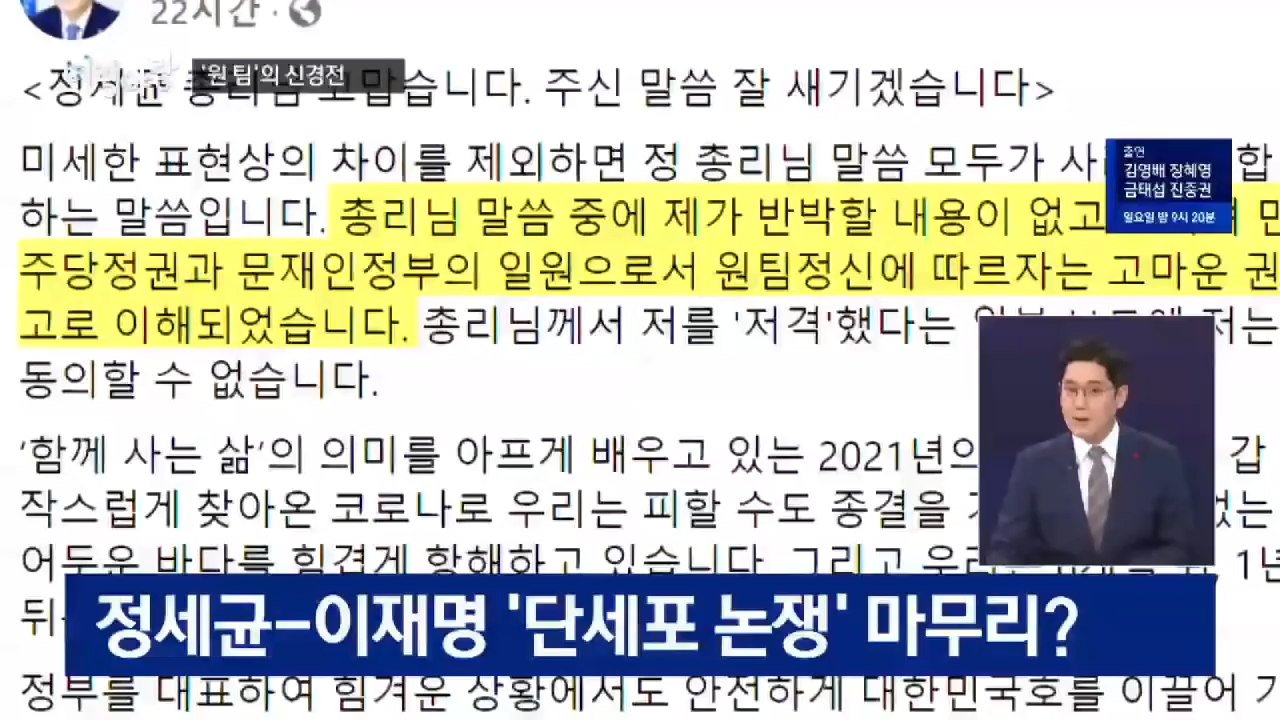 22시간
'원 팀'의 신경전
<정세균 총리님 고맙습니다. 주신 말씀 잘 새기겠습니다>
미세한 표현상의 차이를 제외하면 정 총리님 말씀 모두가 합
하는 말씀입니다. 총리님 말씀 중에 제가 반박할 내용이 없고
주당정권과 문재인정부의 일원으로서 원팀정신에 따르자는 고마운 권
고로 이해되었습니다. 총리님께서 저를 '저격'했다는 저는
동의할 수 없습니다.
'함께 사는 삶'의 의미를 아프게 배우고 있는 2021년의 갑
작스럽게 찾아온 코로나로 우리는 피할 수도 종결을
어두운 바다를 힘겹게 항해하고 있습니다. 그리고 1년
뒤
정부를 대표하여 힘겨운 상황에서도 안전하게 대한민국호를 이끌어
출연
김영배 장혜영
금태섭 진중권
일요일 밤 9시 20분
정세균-이재명 '단세포 논쟁' 마무리?